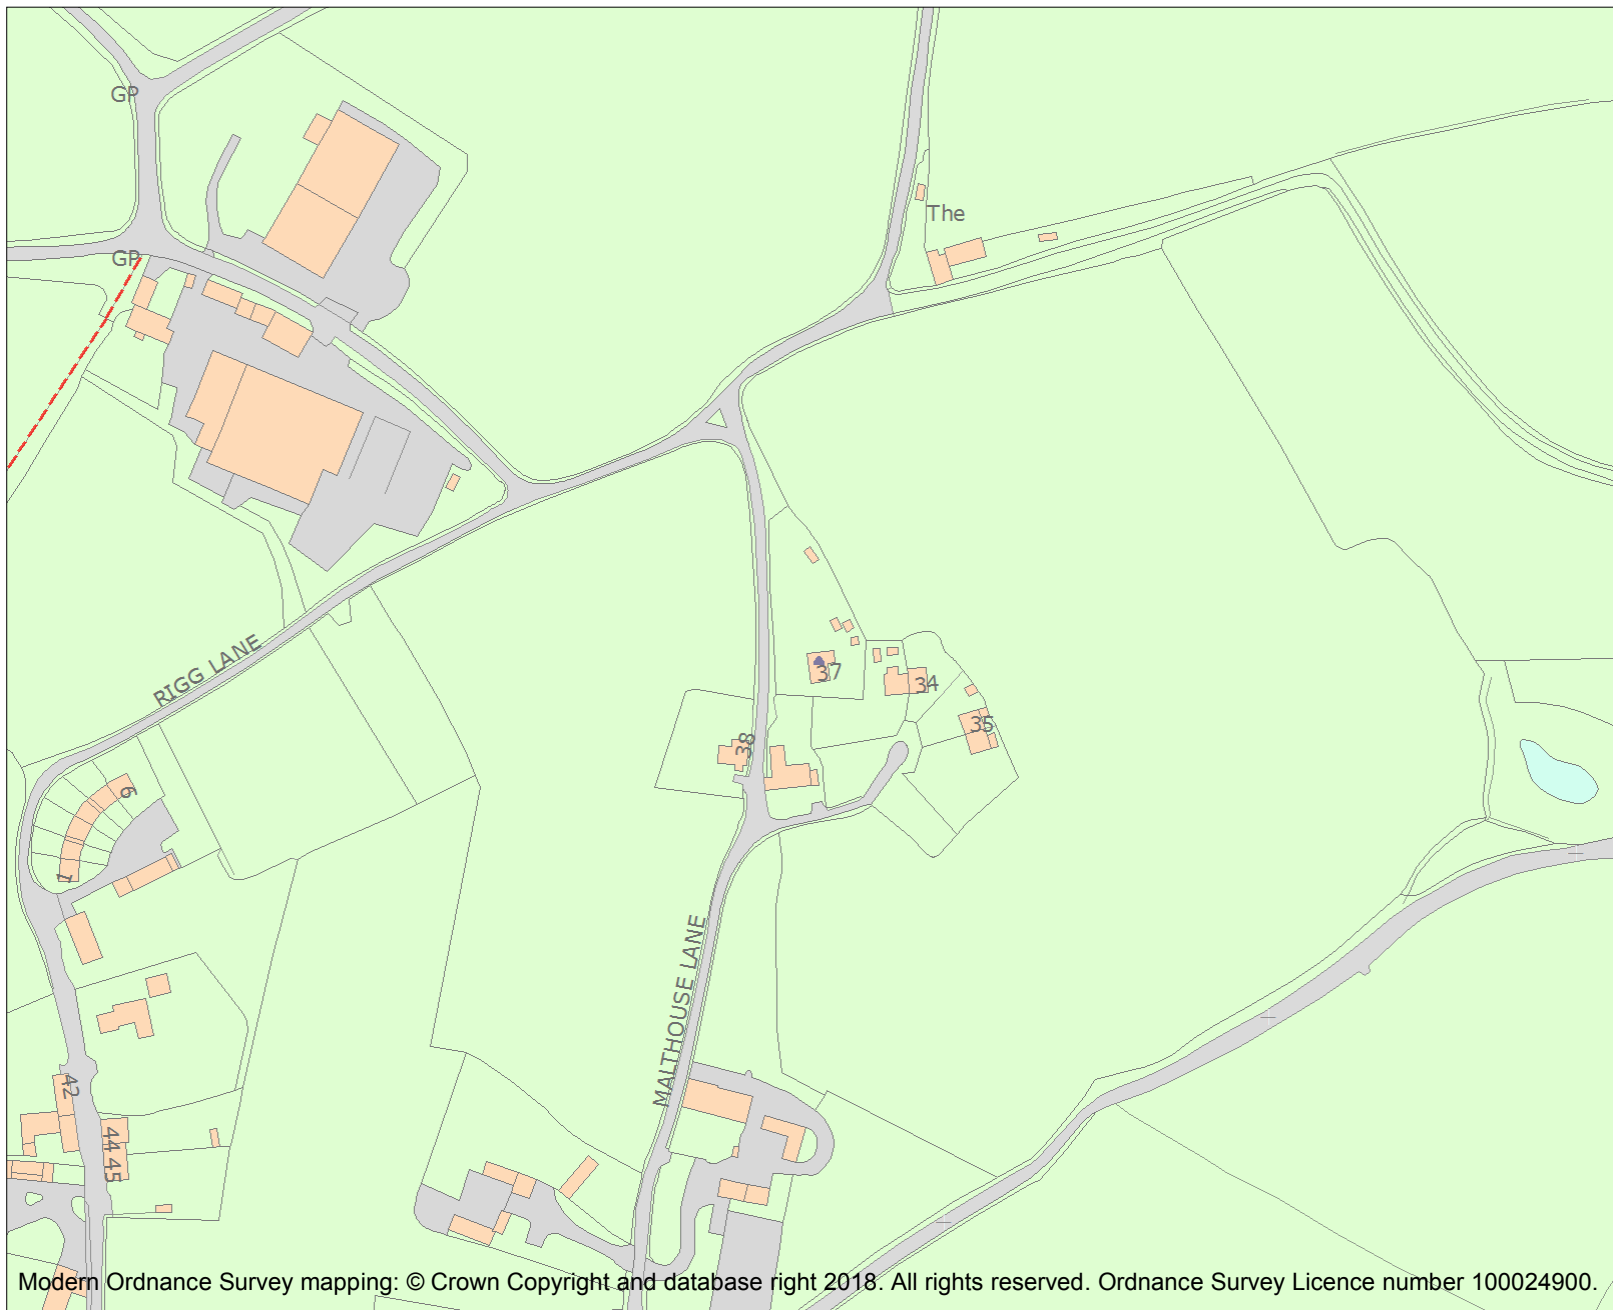 GP
The
GP
37
34
35
38
RIGG LANE
6
1
MALTHOUSE LANE
42
44 45
Modern Ordnance Survey mapping: © Crown Copyright and database right 2018. All rights reserved. Ordnance Survey Licence number 100024900.